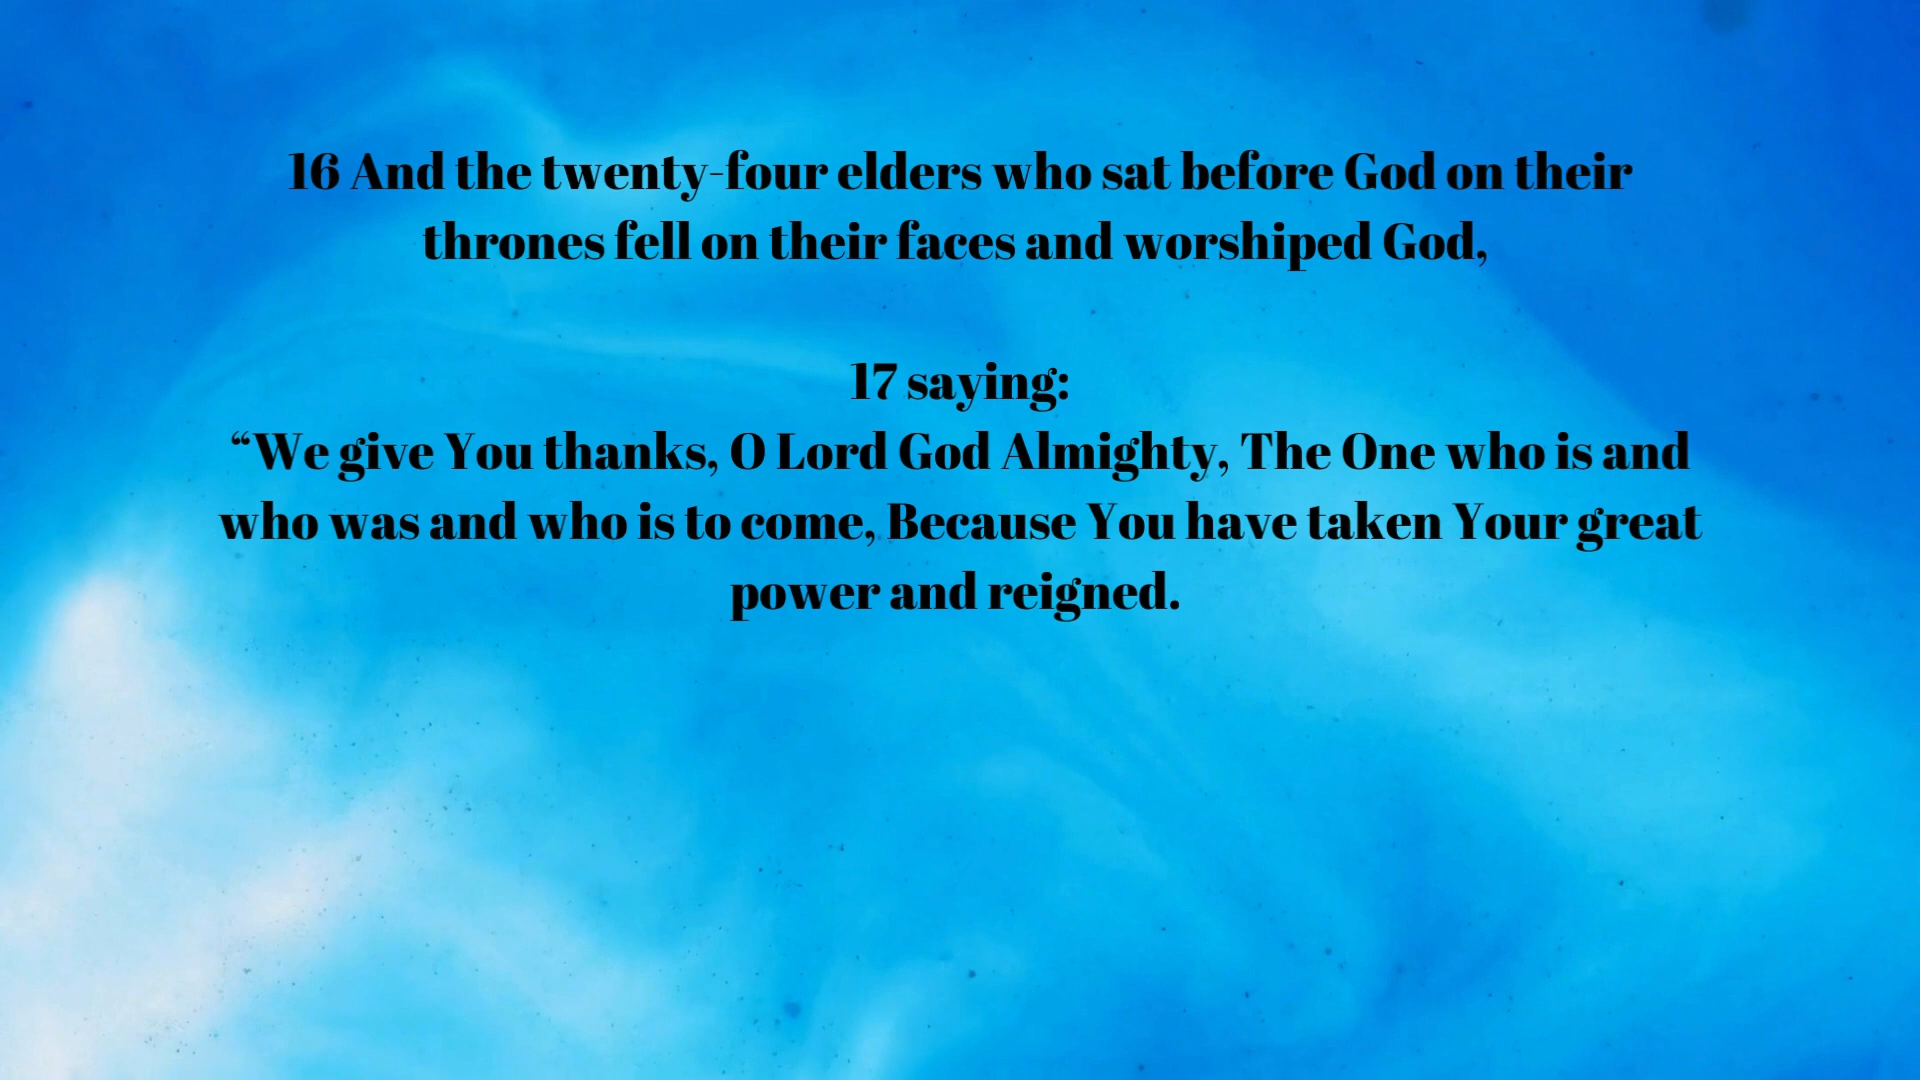 16 And the twenty-four elders who sat before God on their
thrones fell on their faces and worshiped God,
17 saying:
“We give You thanks, O Lord God Almighty, The One who is and
who was and who is to come, Because You have taken Your great
power and reigned.